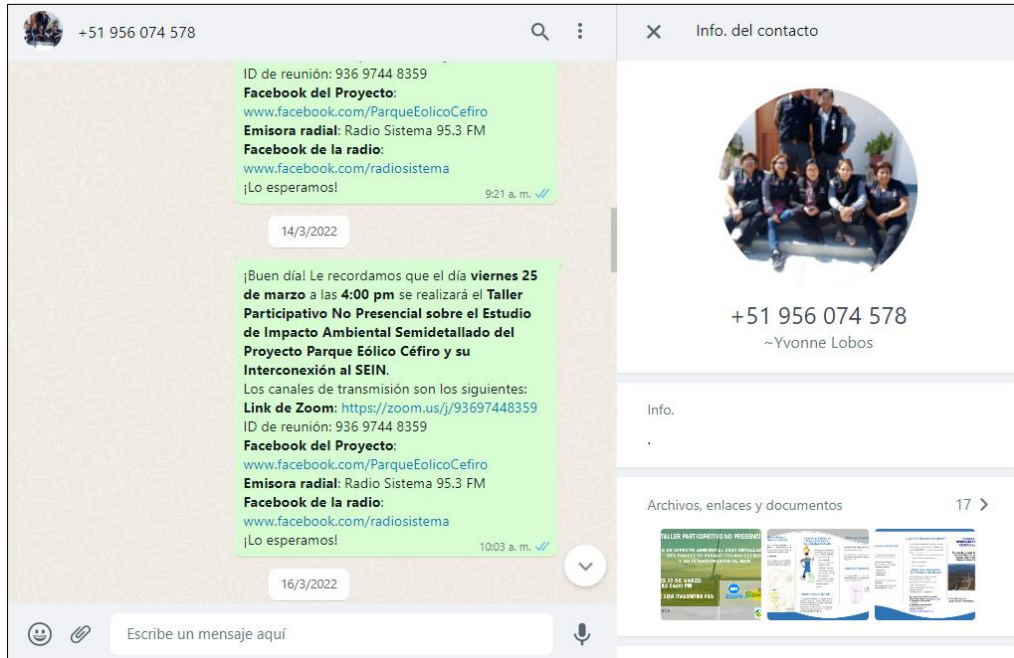 +51 956 074 578
ID de reunión: 936 9744 8359
Facebook del Proyecto:
www.facebook.com/ParqueEolicoCefiro
Emisora radial: Radio Sistema 95.3 FM
Facebook de la radio:
www.facebook.com/radiosistema
¡Lo esperamos!
9:21 a. m.
14/3/2022
¡Buen día! Le recordamos que el día viernes 25
de marzo a las 4:00 pm se realizará el Taller
Participativo No Presencial sobre el Estudio
de Impacto Ambiental Semidetallado del
Proyecto Parque Eólico Céfiro y su
Interconexión al SEIN.
Los canales de transmisión son los siguientes:
Link de Zoom: https://zoom.us/j/93697448359
ID de reunión: 936 9744 8359
Facebook del Proyecto:
www.facebook.com/ParqueEolicoCefiro
Emisora radial: Radio Sistema 95.3 FM
Facebook de la radio:
www.facebook.com/radiosistema
¡Lo esperamos!
10:03 a. m.
16/3/2022
Escribe un mensaje aquí
Info. del contacto
+51 956 074 578
~Yvonne Lobos
Info.
.
Archivos, enlaces y documentos 17
TALLER PARTICIPATIVO NO PRESENCI
zoom